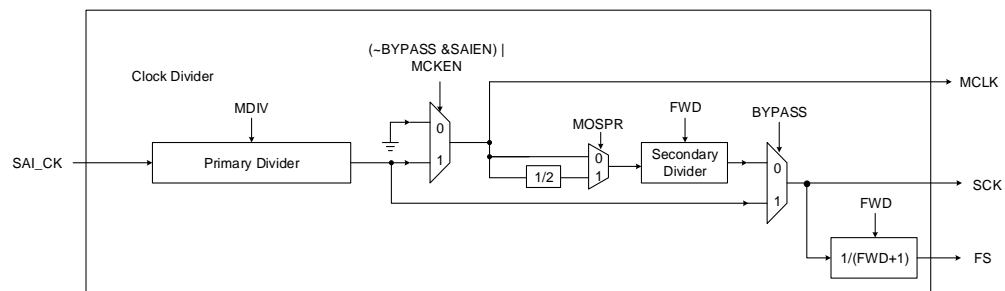 (~BYPASS &SAIEN) |
MCKEN
Clock Divider
MCLK
MDIV
FWD
BYPASS
MOSPR
0
1
SAI_CK
Primary Divider
0
1
1/2
Secondary
Divider
0
1
SCK
FWD
1/(FWD+1)
FS